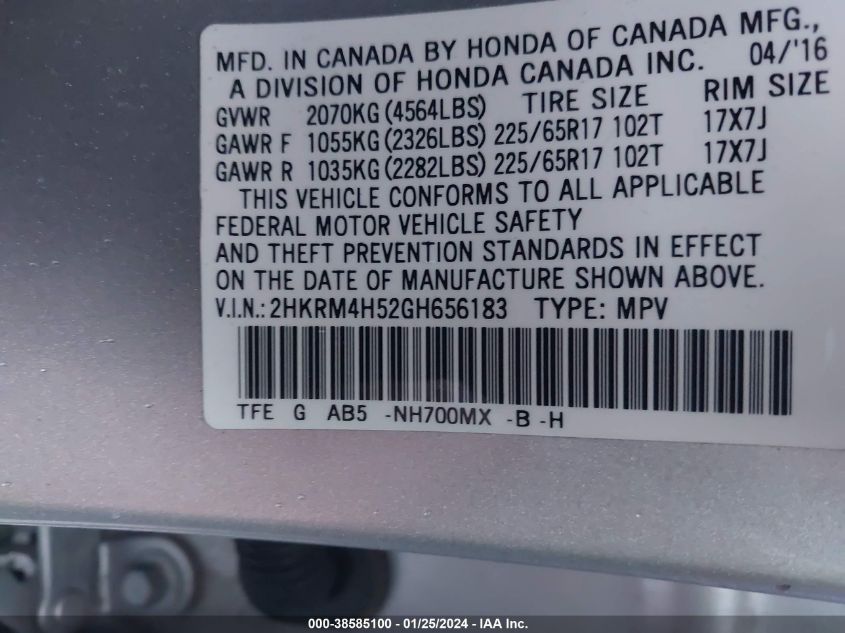 MFD. IN CANADA BY HONDA OF CANADA MFG.,
A DIVISION OF HONDA CANADA INC. 04/'16
GVWR 2070KG(4564LBS) TIRE SIZE RIM SIZE
GAWR F 1055KG(2326LBS) 225/65R17 102T 17X7J
GAWR R 1035KG(2282LBS) 225/65R17 102T 17X7J
THIS VEHICLE CONFORMS TO ALL APPLICABLE
FEDERAL MOTOR VEHICLE SAFETY
AND THEFT PREVENTION STANDARDS IN EFFECT
ON THE DATE OF MANUFACTURE SHOWN ABOVE.
V.I.N.:2HKRM4H52GH656183 TYPE: MPV
TFE G AB5 -NH700MX -B -H
000-38585100 - 01/25/2024 - IAA Inc.